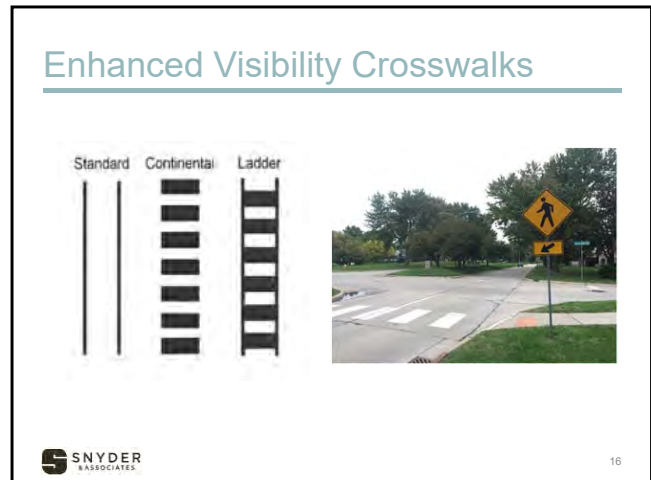 Enhanced Visibility Crosswalks
Standard Continental Ladder
SNYDER
& ASSOCIATES
16